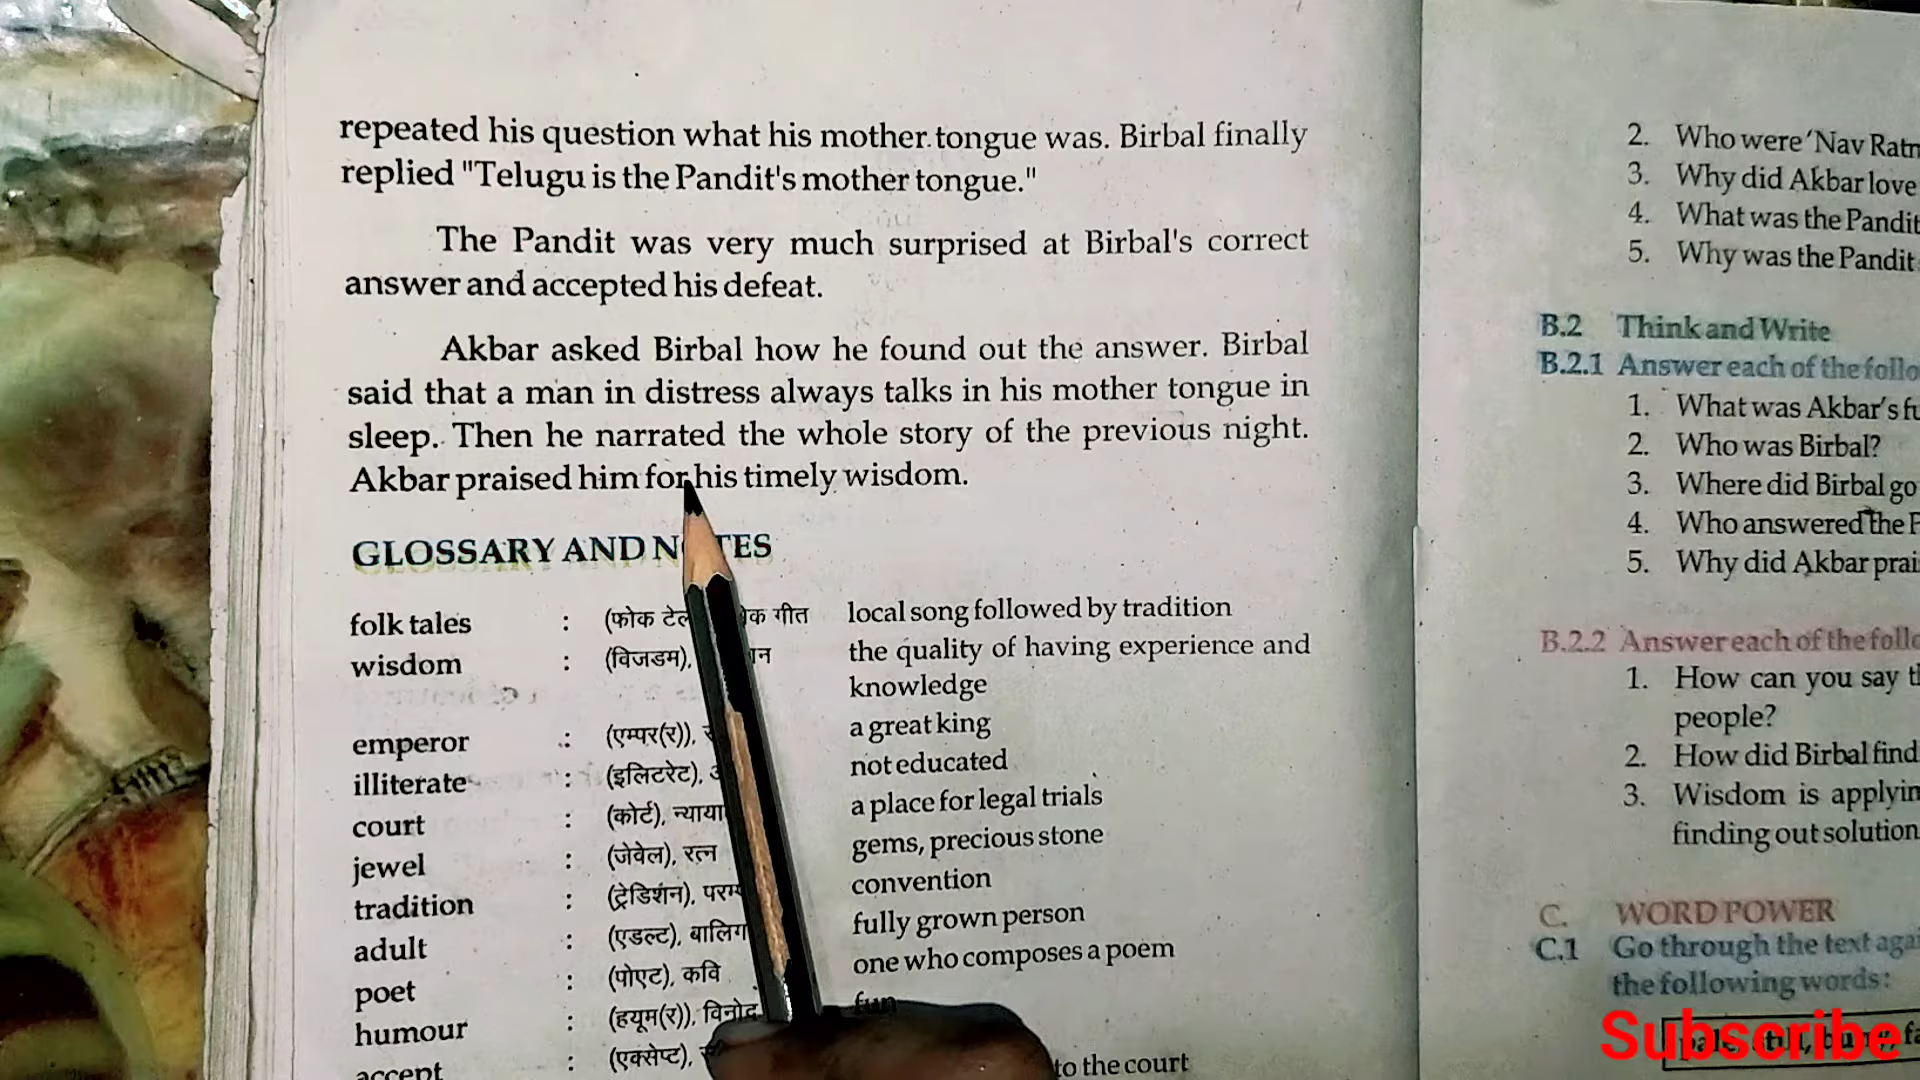 repeated his question what his mother tongue was. Birbal finally
replied "Telugu is the Pandit's mother tongue."
The Pandit was very much surprised at Birbal's correct
answer and accepted his defeat.
Akbar asked Birbal how he found out the answer. Birbal
said that a man in distress always talks in his mother tongue in
sleep. Then he narrated the whole story of the previous night.
Akbar praised him for his timely wisdom.
GLOSSARY AND NOTES
folk tales : (फोक टेल गीत local song followed by tradition
wisdom : (विजडम), the quality of having experience and
knowledge
emperor : (एम्पर(र)), a great king
illiterate : (इलिटरेट), not educated
court : (कोर्ट), a place for legal trials
jewel : (जेवेल), रत्न gems, precious stone
tradition : (ट्रेडिशंन), convention
adult : (एडल्ट), बालिग fully grown person
poet : (पोएट), कवि one who composes a poem
humour : (हयूम(र)), विनोद fun
accept : (एक्सेप्ट), to the court
2. Who were 'Nav Ratn
3. Why did Akbar love
4. What was the Pandit
5. Why was the Pandit
B.2 Think and Write
B.2.1 Answer each of the follo
1. What was Akbar's fu
2. Who was Birbal?
3. Where did Birbal go
4. Who answered the P
5. Why did Akbar prai
B.2.2 Answer each of the follo
1. How can you say th
people?
2. How did Birbal find
3. Wisdom is applyin
finding out solution
C. WORD POWER
C.1 Go through the text agai
the following words:
Subscribe